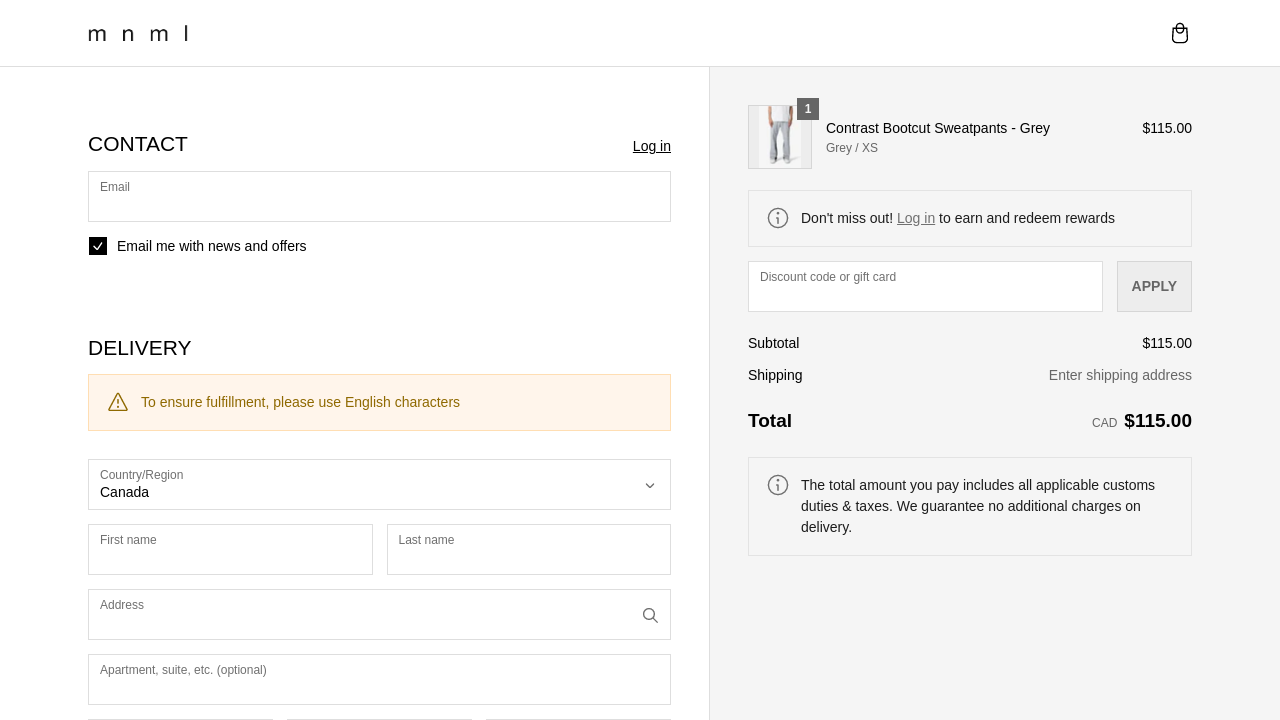 mnml
CONTACT
Log in
Email
Email me with news and offers
DELIVERY
To ensure fulfillment, please use English characters
Country/Region
Canada
First name
Last name
Address
Apartment, suite, etc. (optional)
1
Contrast Bootcut Sweatpants - Grey
$115.00
Grey / XS
Don't miss out! Log in to earn and redeem rewards
Discount code or gift card
APPLY
Subtotal
$115.00
Shipping
Enter shipping address
Total
CAD $115.00
The total amount you pay includes all applicable customs
duties & taxes. We guarantee no additional charges on
delivery.